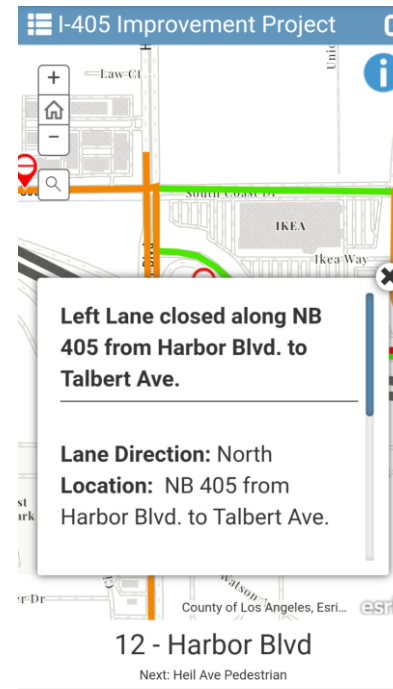 I-405 Improvement Project
Law Ct
South Coast Dr
IKEA
Ikea Way
Left Lane closed along NB
405 from Harbor Blvd. to
Talbert Ave.
Lane Direction: North
Location: NB 405 from
Harbor Blvd. to Talbert Ave.
Watson
County of Los Angeles, Esri...
esri
12 - Harbor Blvd
Next: Heil Ave Pedestrian